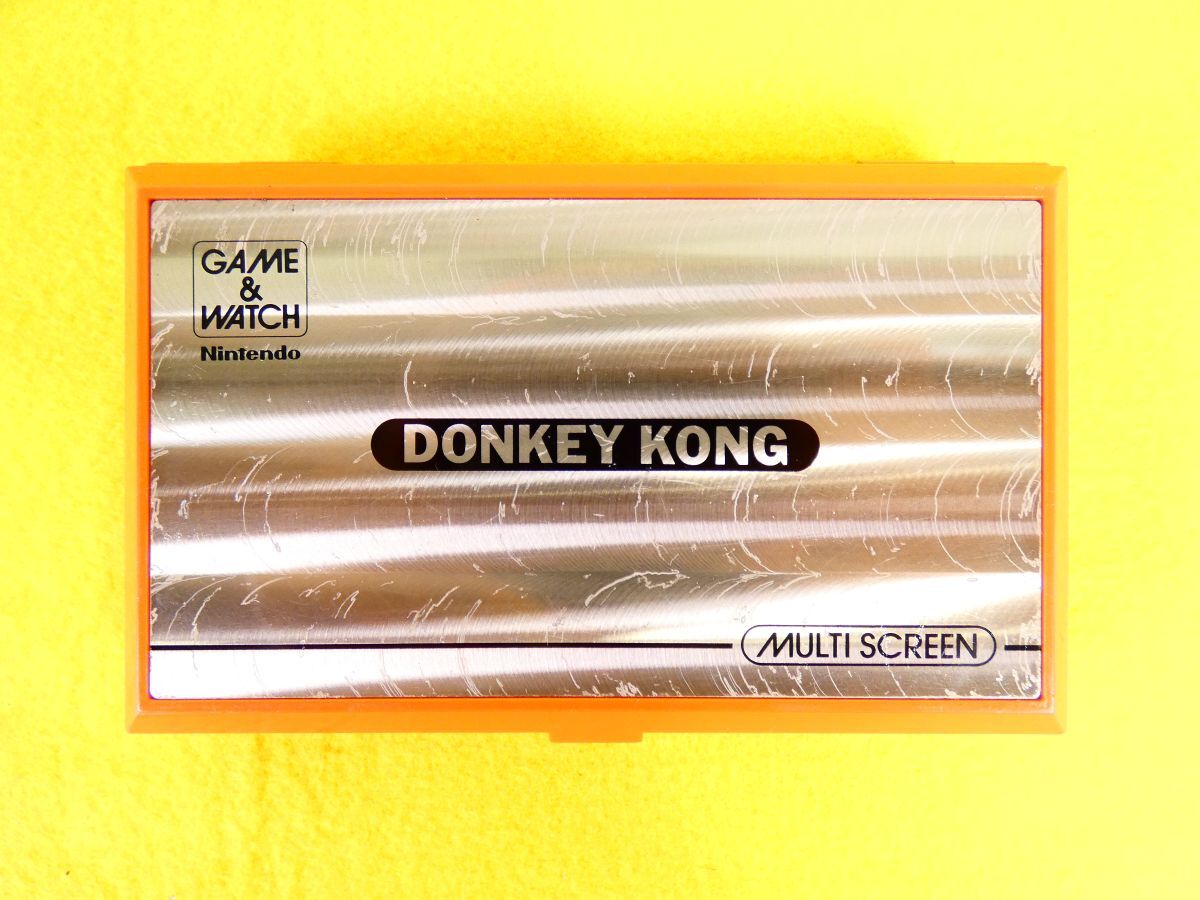 GAME
&
WATCH
Nintendo
DONKEY KONG
MULTI SCREEN